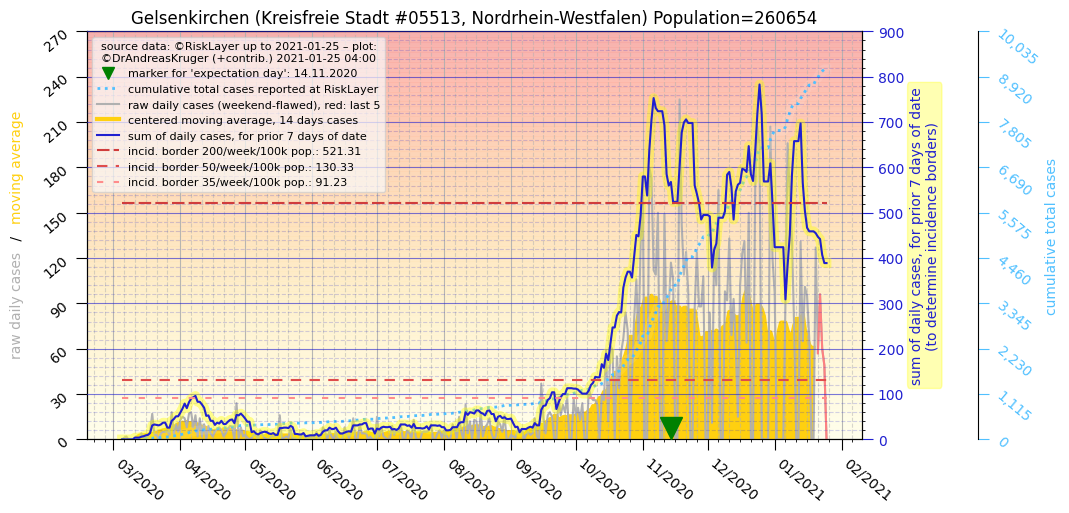 Gelsenkirchen (Kreisfreie Stadt #05513, Nordrhein-Westfalen) Population=260654
source data: ©RiskLayer up to 2021-01-25 – plot:
©DrAndreasKruger (+contrib.) 2021-01-25 04:00
marker for 'expectation day': 14.11.2020
cumulative total cases reported at RiskLayer
raw daily cases (weekend-flawed), red: last 5
centered moving average, 14 days cases
sum of daily cases, for prior 7 days of date
incid. border 200/week/100k pop.: 521.31
incid. border 50/week/100k pop.: 130.33
incid. border 35/week/100k pop.: 91.23
raw daily cases / moving average
270
240
210
180
150
120
90
60
30
0
03/2020
04/2020
05/2020
06/2020
07/2020
08/2020
09/2020
10/2020
11/2020
12/2020
01/2021
02/2021
900
800
700
600
500
400
300
200
100
0
sum of daily cases, for prior 7 days of date
(to determine incidence borders)
10,035
8,920
7,805
6,690
5,575
4,460
3,345
2,230
1,115
0
cumulative total cases